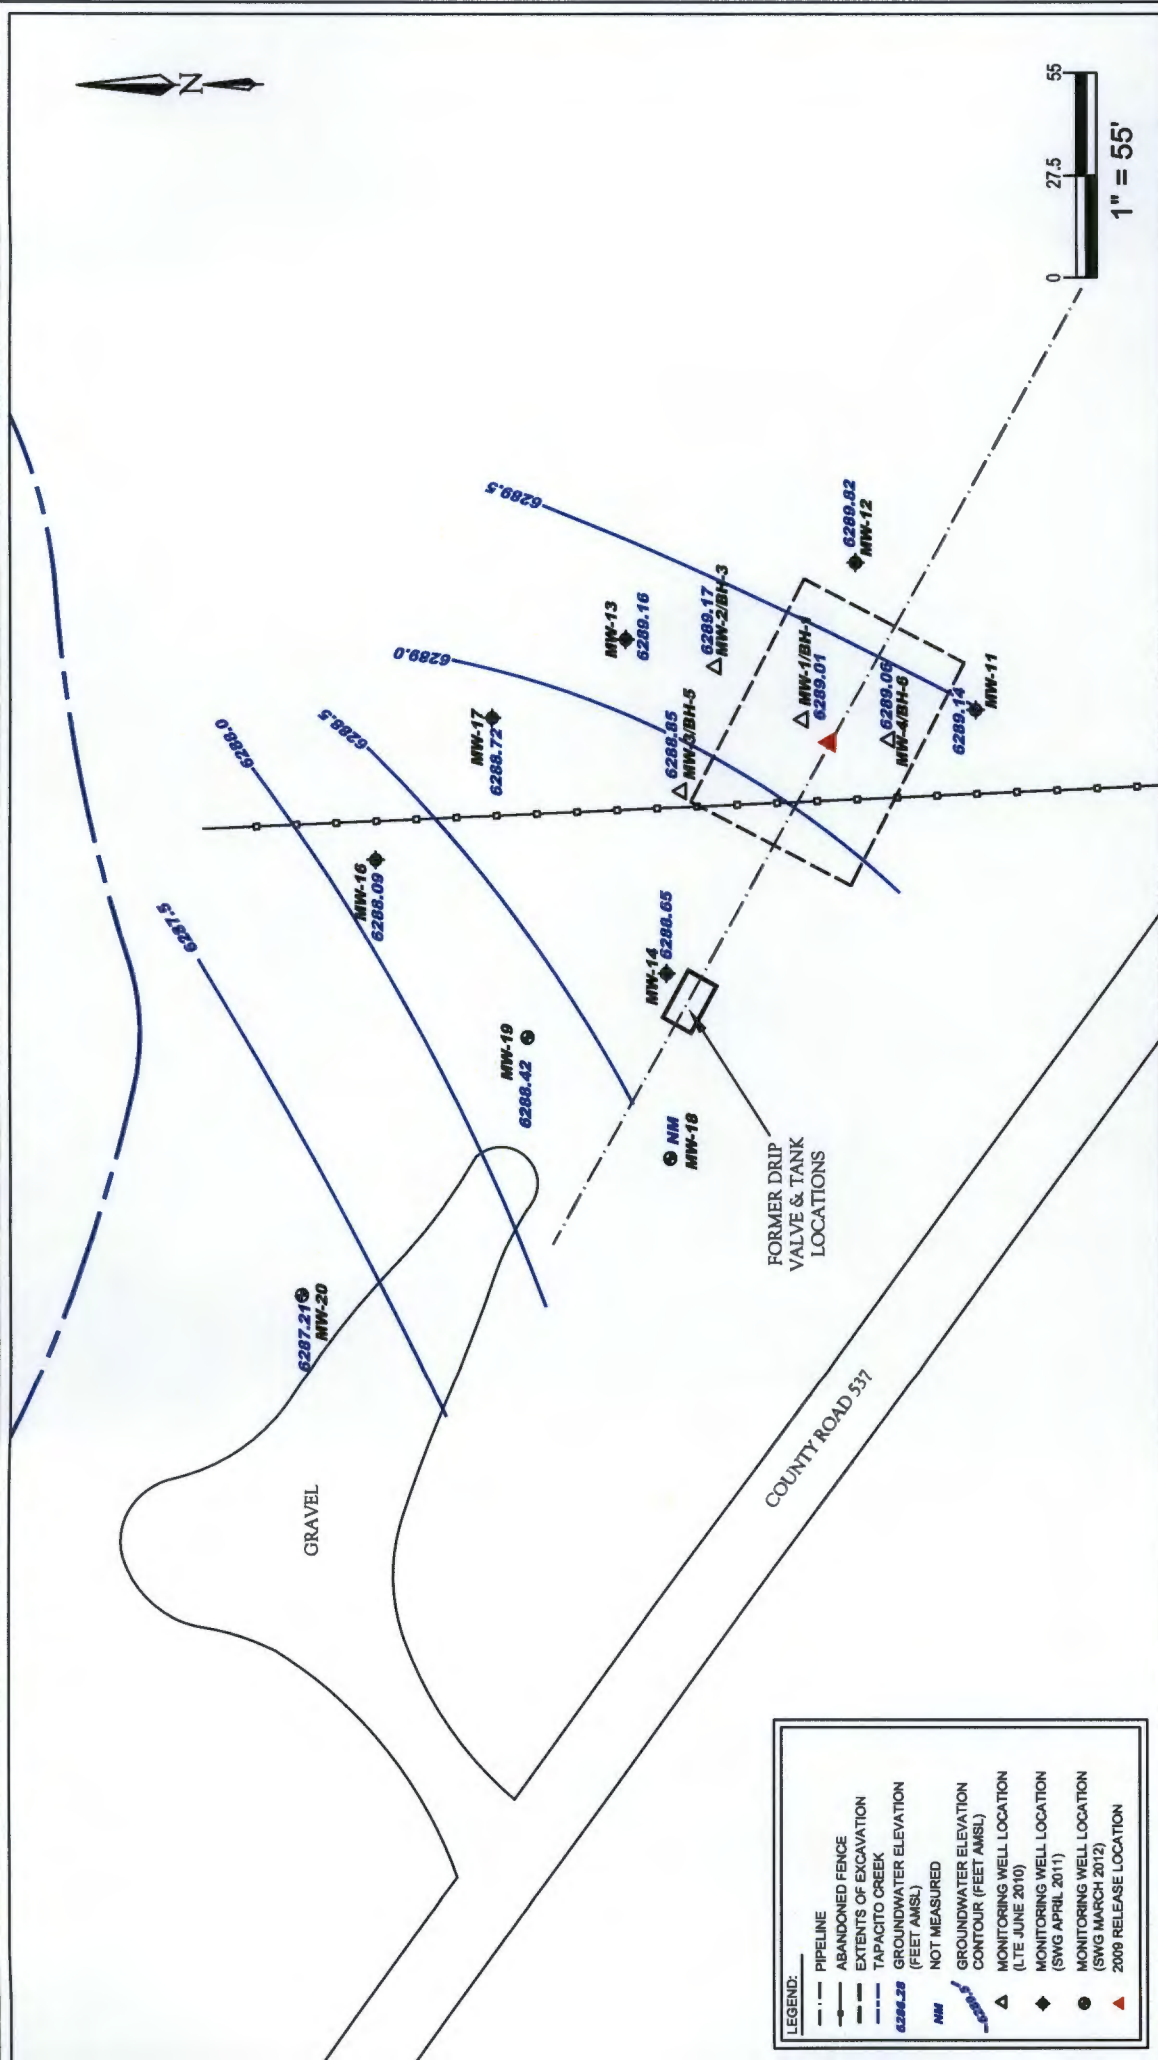 N
6287.5
6288.0
6288.5
6289.0
6289.5
MW-16
6288.09
MW-17
6288.72
MW-13
6289.16
6289.17
MW-2/BH-3
6288.85
MW-3/BH-5
MW-1/BH-1
6289.01
6289.06
MW-4/BH-6
6289.82
MW-12
6289.14
MW-11
MW-14
6288.65
MW-19
6288.42
NM
MW-18
6287.21
MW-20
GRAVEL
FORMER DRIP
VALVE & TANK
LOCATIONS
COUNTY ROAD 537
0
27.5
55
1" = 55'
LEGEND:
PIPELINE
ABANDONED FENCE
EXTENTS OF EXCAVATION
TAPACITO CREEK
6286.28 GROUNDWATER ELEVATION
(FEET AMSL)
NM NOT MEASURED
GROUNDWATER ELEVATION
CONTOUR (FEET AMSL)
MONITORING WELL LOCATION
(LTE JUNE 2010)
MONITORING WELL LOCATION
(SWG APRIL 2011)
MONITORING WELL LOCATION
(SWG MARCH 2012)
2009 RELEASE LOCATION